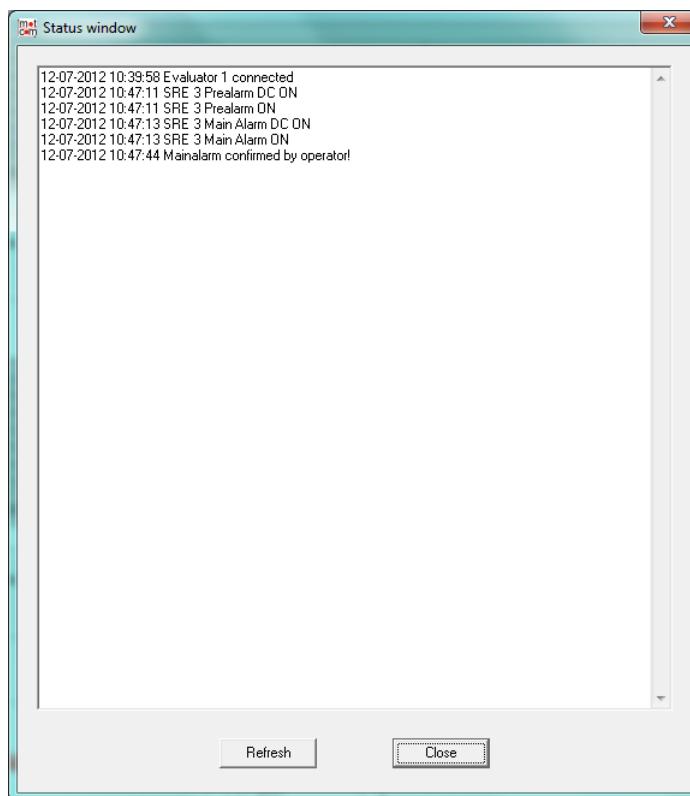 mot
com
Status window
12-07-2012 10:39:58 Evaluator 1 connected
12-07-2012 10:47:11 SRE 3 Prealarm DC ON
12-07-2012 10:47:11 SRE 3 Prealarm ON
12-07-2012 10:47:13 SRE 3 Main Alarm DC ON
12-07-2012 10:47:13 SRE 3 Main Alarm ON
12-07-2012 10:47:44 Mainalarm confirmed by operator!
Refresh
Close